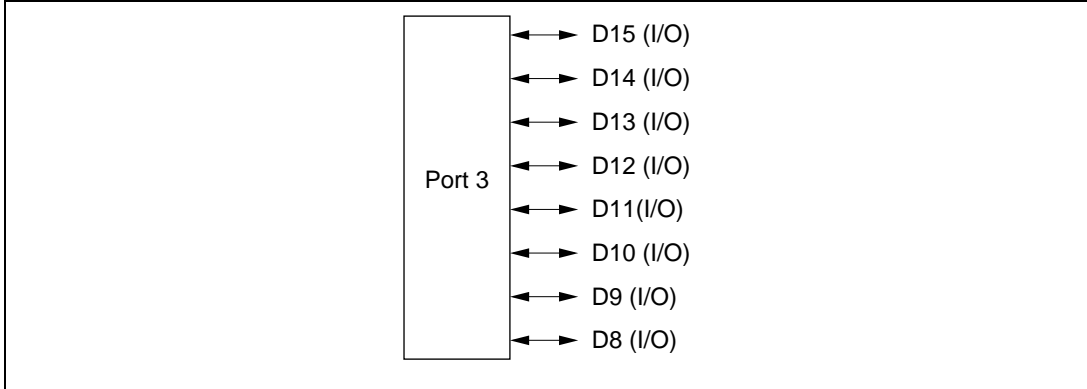 D15 (I/O)
D14 (I/O)
D13 (I/O)
D12 (I/O)
Port 3
D11(I/O)
D10 (I/O)
D9 (I/O)
D8 (I/O)